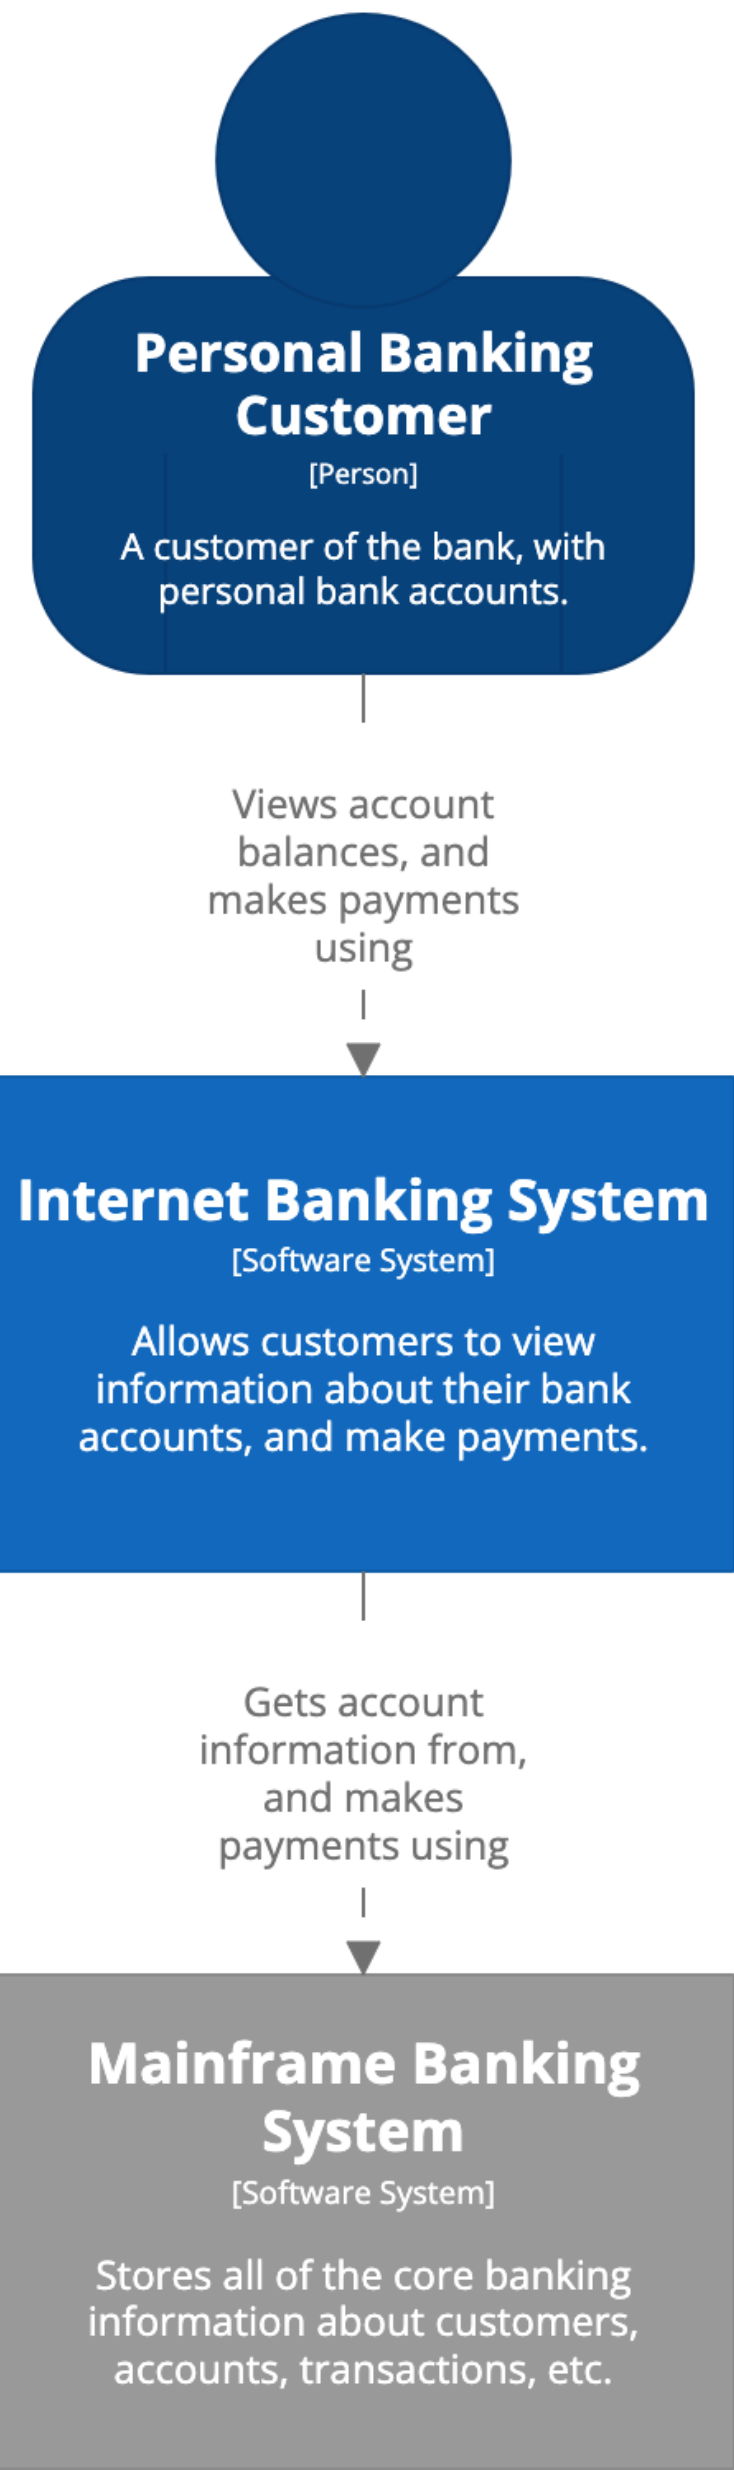 Personal Banking
Customer
[Person]
A customer of the bank, with
personal bank accounts.
Views account
balances, and
makes payments
using
Internet Banking System
[Software System]
Allows customers to view
information about their bank
accounts, and make payments.
Gets account
information from,
and makes
payments using
Mainframe Banking
System
[Software System]
Stores all of the core banking
information about customers,
accounts, transactions, etc.